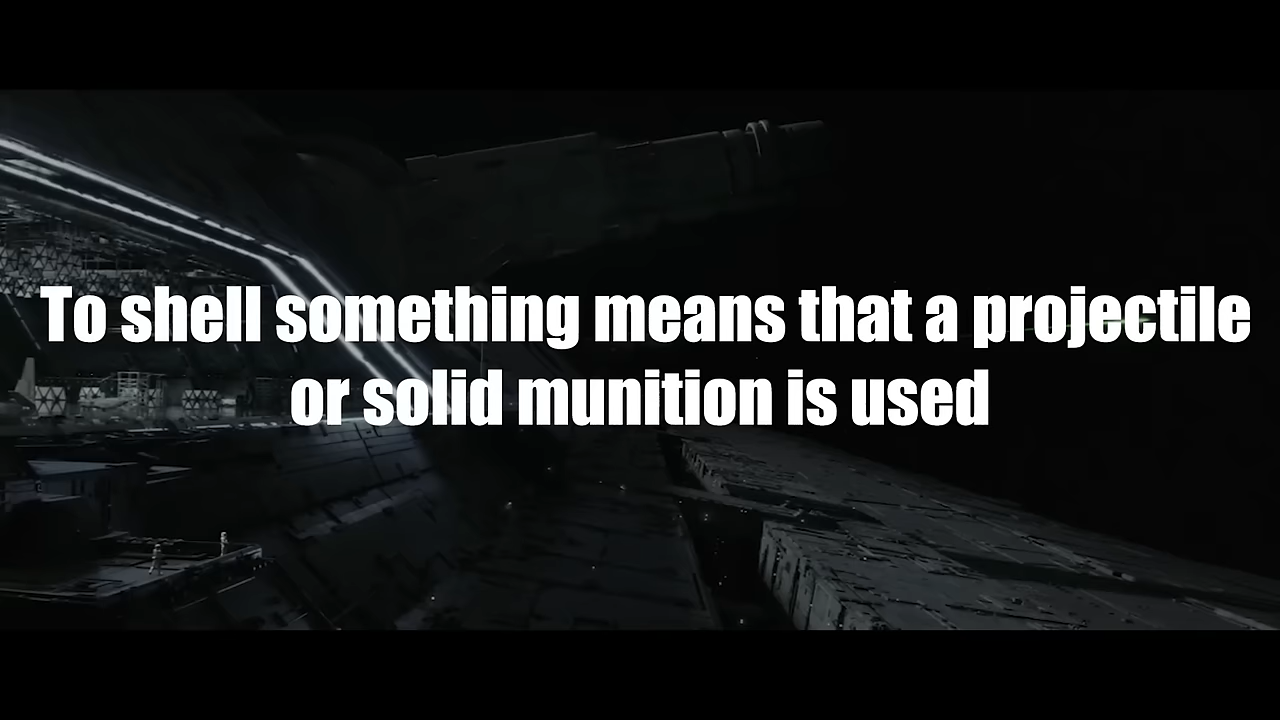 To shell something means that a projectile
or solid munition is used